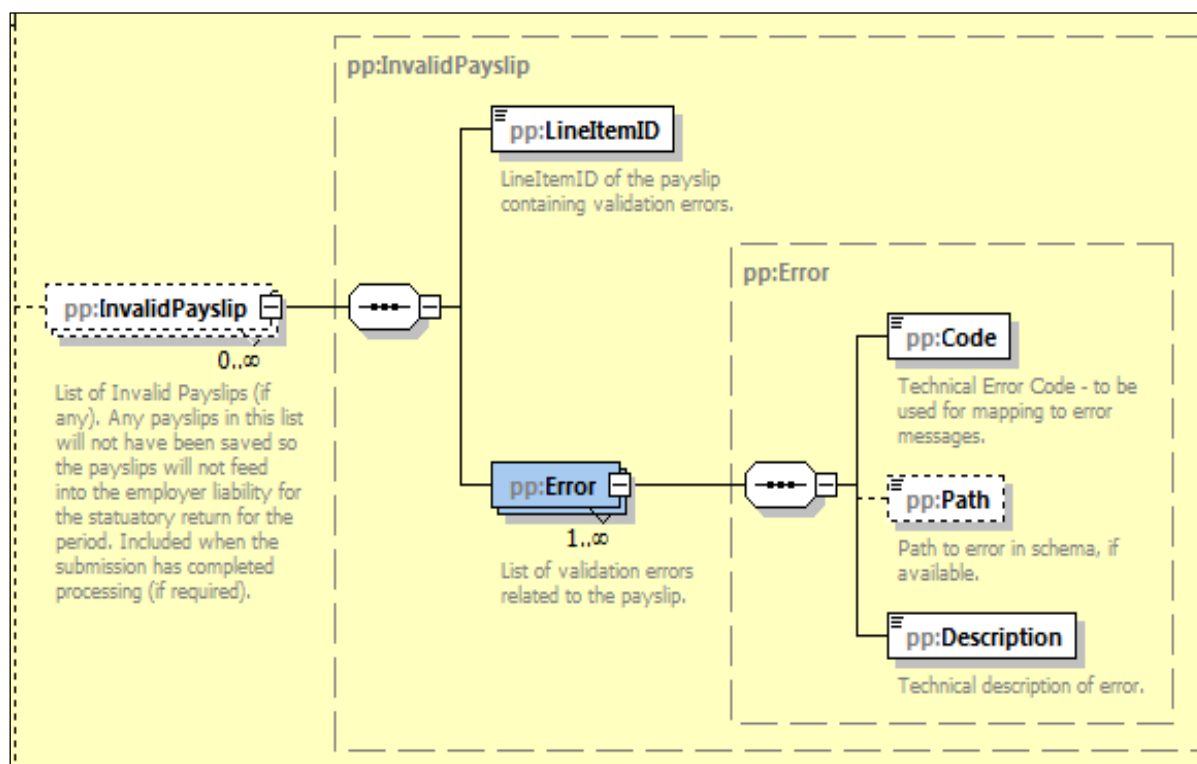 pp:InvalidPayslip
pp:LineItemID
LineItemID of the payslip
containing validation errors.
pp:InvalidPayslip
0..∞
List of Invalid Payslips (if
any). Any payslips in this list
will not have been saved so
the payslips will not feed
into the employer liability for
the statuatory return for the
period. Included when the
submission has completed
processing (if required).
pp:Error
1..∞
List of validation errors
related to the payslip.
pp:Error
pp:Code
Technical Error Code - to be
used for mapping to error
messages.
pp:Path
Path to error in schema, if
available.
pp:Description
Technical description of error.